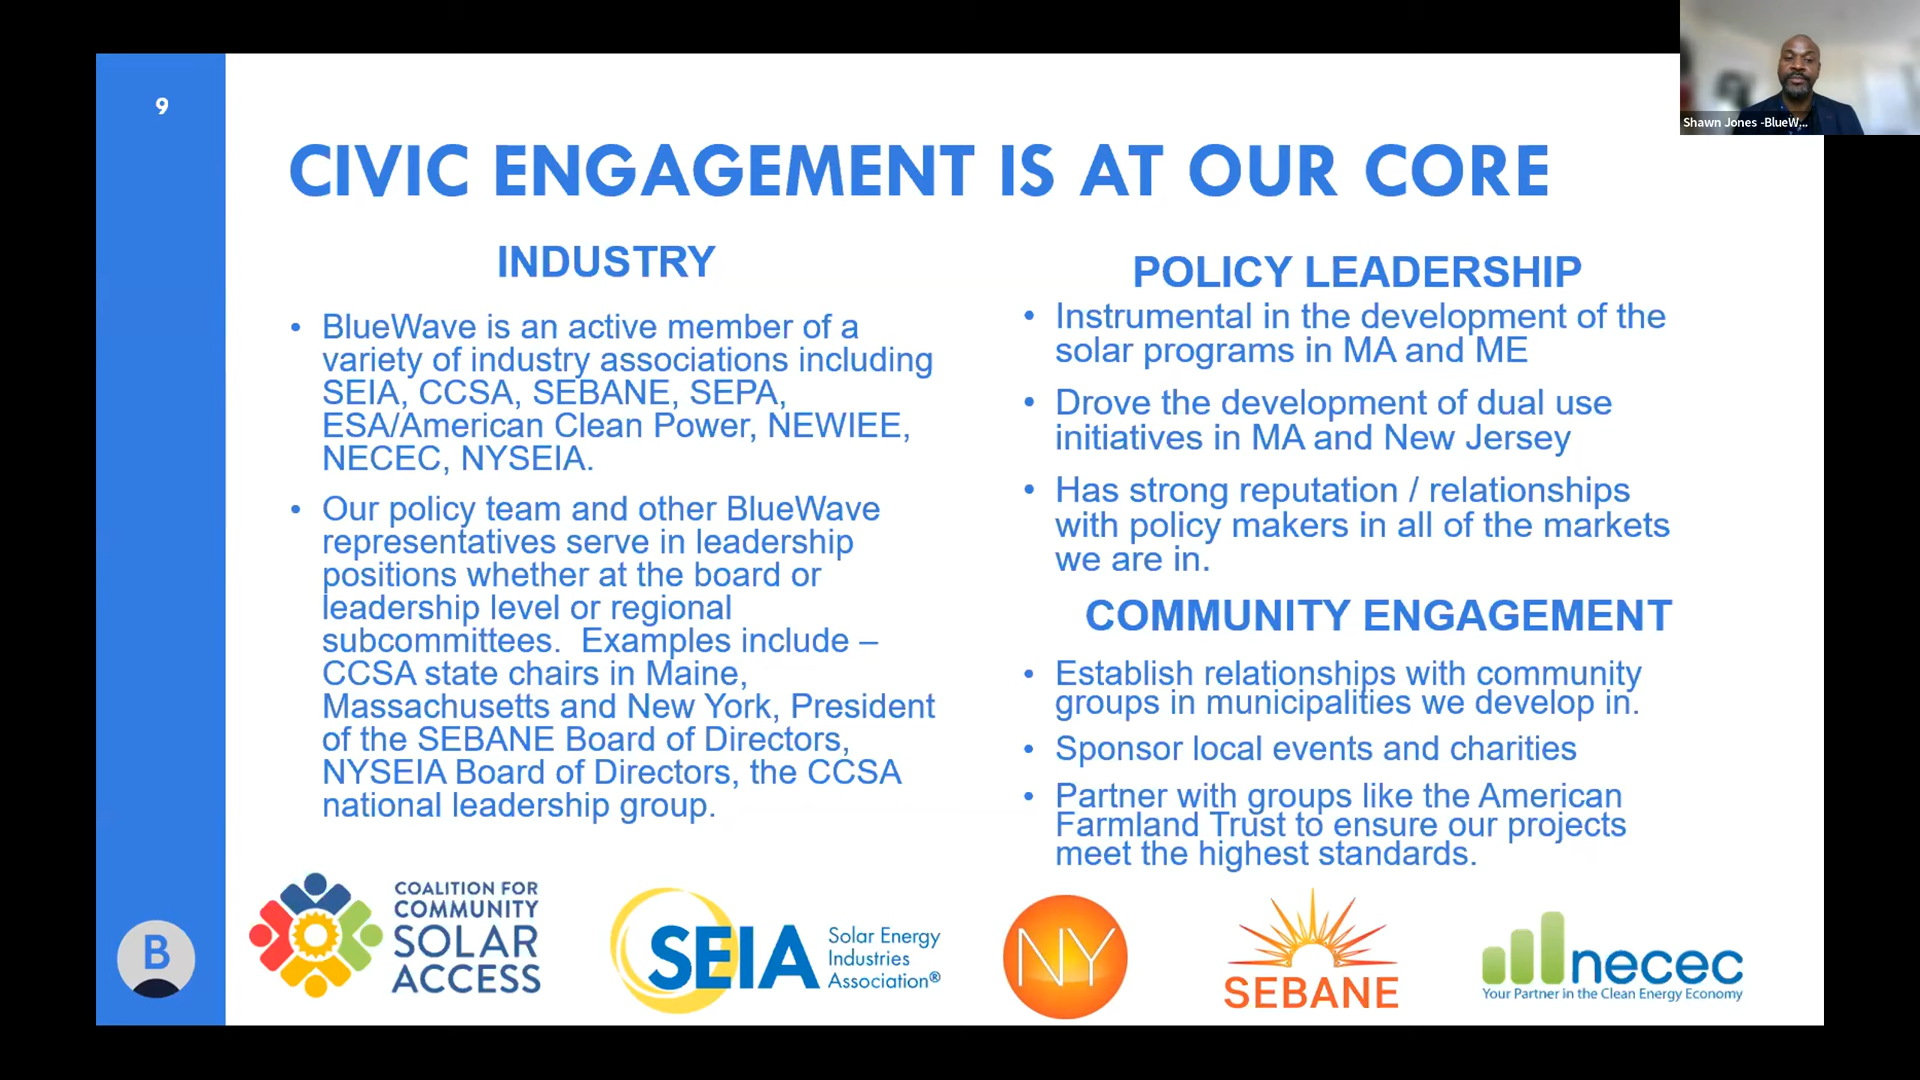 9
Shawn Jones -BlueW...
CIVIC ENGAGEMENT IS AT OUR CORE
INDUSTRY
• BlueWave is an active member of a
variety of industry associations including
SEIA, CCSA, SEBANE, SEPA,
ESA/American Clean Power, NEWIEE,
NECEC, NYSEIA.
• Our policy team and other BlueWave
representatives serve in leadership
positions whether at the board or
leadership level or regional
subcommittees.  Examples include –
CCSA state chairs in Maine,
Massachusetts and New York, President
of the SEBANE Board of Directors,
NYSEIA Board of Directors, the CCSA
national leadership group.
POLICY LEADERSHIP
• Instrumental in the development of the
solar programs in MA and ME
• Drove the development of dual use
initiatives in MA and New Jersey
• Has strong reputation / relationships
with policy makers in all of the markets
we are in.
COMMUNITY ENGAGEMENT
• Establish relationships with community
groups in municipalities we develop in.
• Sponsor local events and charities
• Partner with groups like the American
Farmland Trust to ensure our projects
meet the highest standards.
B
COALITION FOR
COMMUNITY
SOLAR
ACCESS
SEIA
Solar Energy
Industries
Association®
NY
SEBANE
necec
Your Partner in the Clean Energy Economy